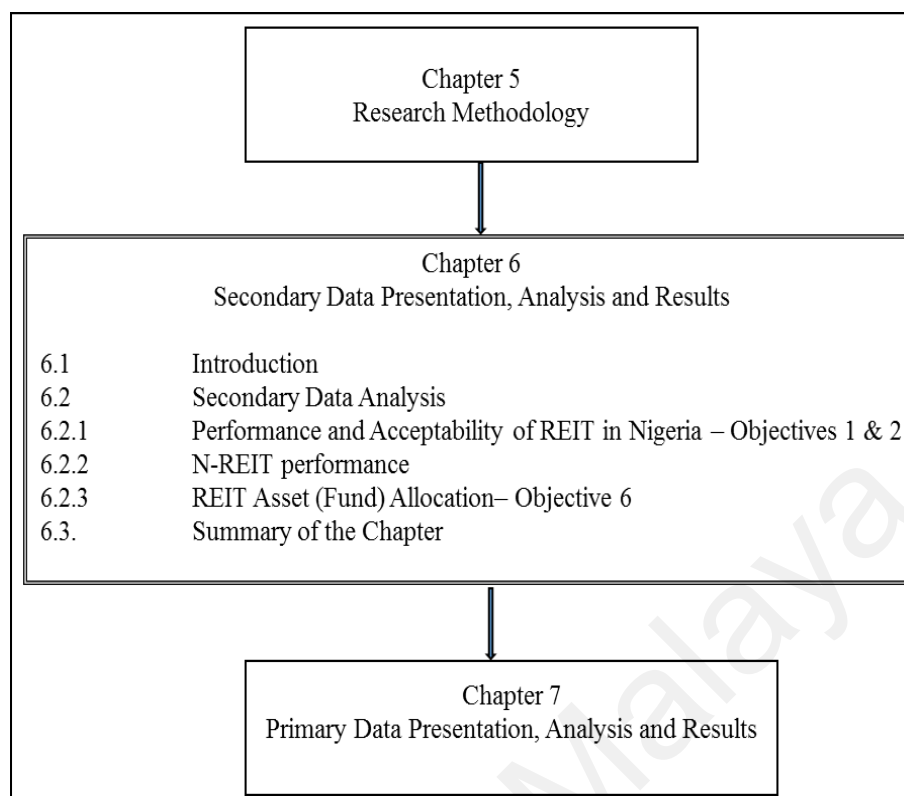 Chapter 5
Research Methodology
Chapter 6
Secondary Data Presentation, Analysis and Results
6.1 Introduction
6.2 Secondary Data Analysis
6.2.1 Performance and Acceptability of REIT in Nigeria – Objectives 1 & 2
6.2.2 N-REIT performance
6.2.3 REIT Asset (Fund) Allocation– Objective 6
6.3. Summary of the Chapter
Chapter 7
Primary Data Presentation, Analysis and Results
Malaya